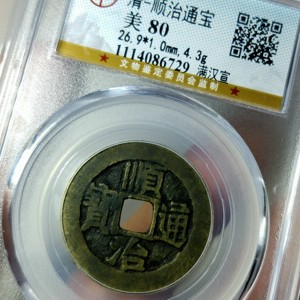 清-顺治通宝
美 80
26.9*1.0mm, 4.3g
1114086729 满汉宣
文物鉴定委员会监制
順治通寶